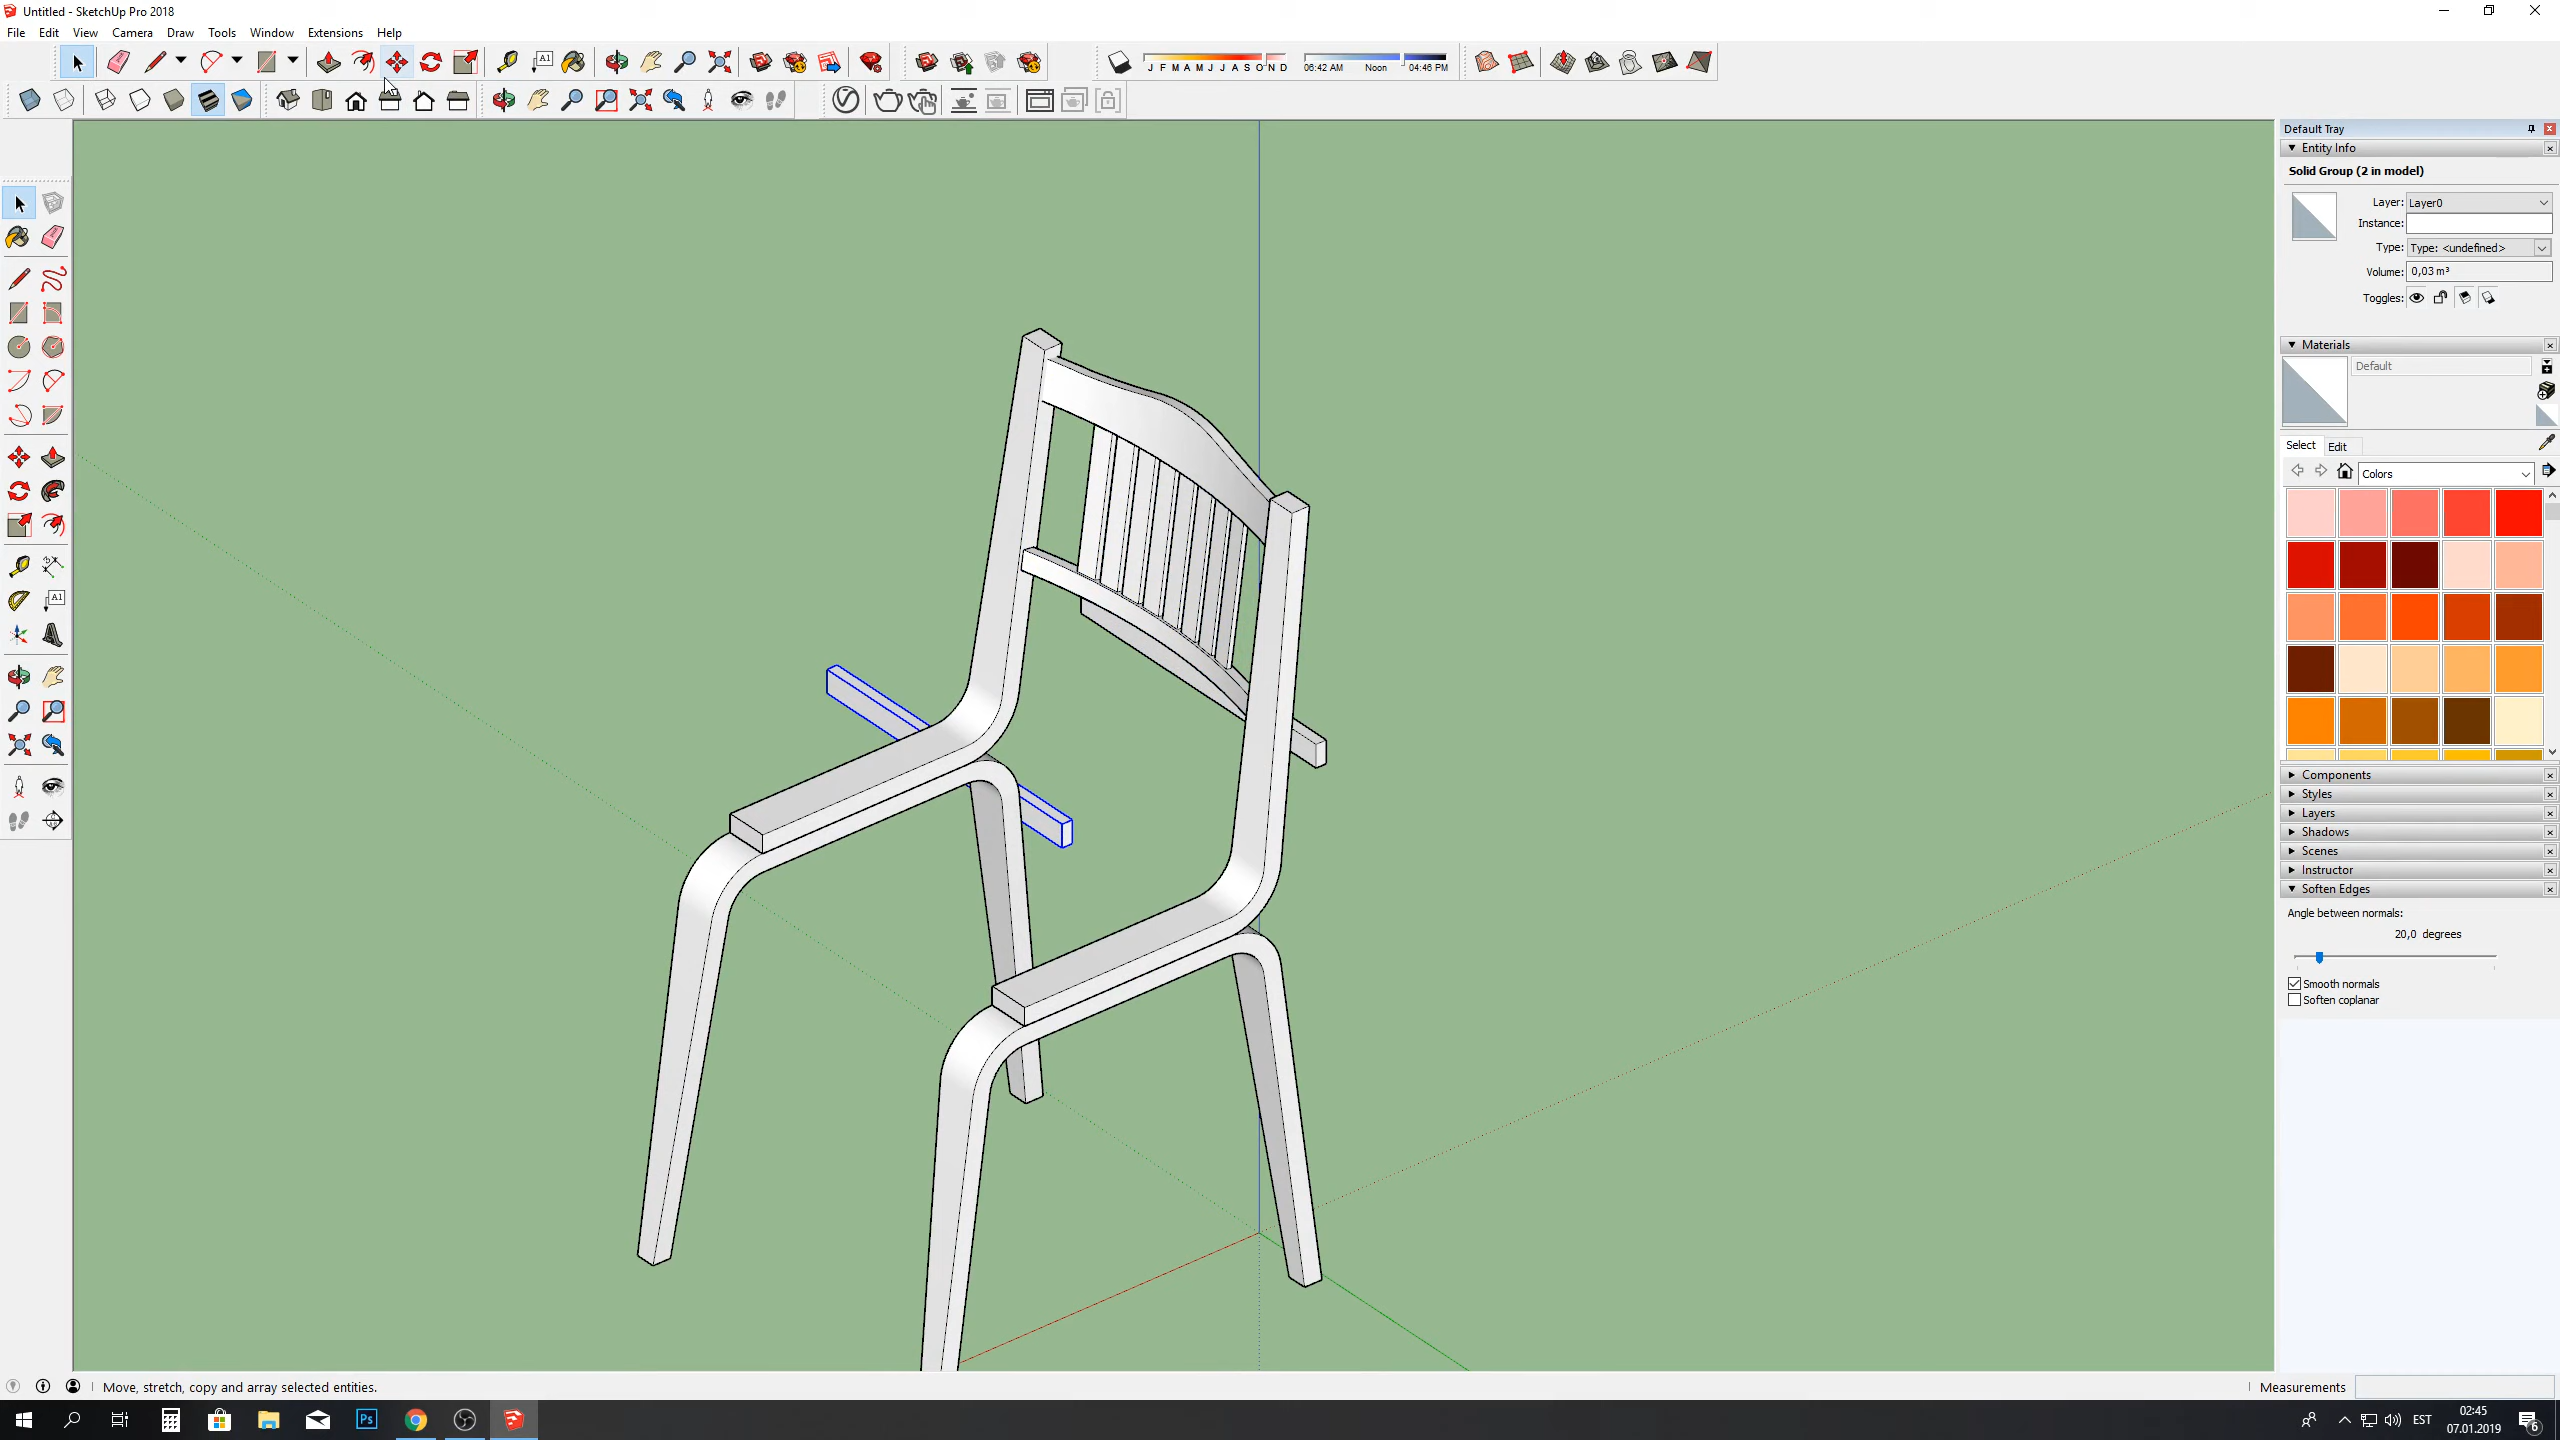 Untitled - SketchUp Pro 2018
File Edit View Camera Draw Tools Window Extensions Help
A1
J F M A M J J A S O N D
06:42 AM Noon 04:46 PM
Default Tray
Entity Info
Solid Group (2 in model)
Layer: Layer0
Instance:
Type: Type: <undefined>
Volume: 0,03 m³
Toggles:
Materials
Default
Select Edit
Colors
A1
Components
Styles
Layers
Shadows
Scenes
Instructor
Soften Edges
Angle between normals:
20,0 degrees
Smooth normals
Soften coplanar
Move, stretch, copy and array selected entities.
Measurements
Ps
EST
02:45
07.01.2019
6